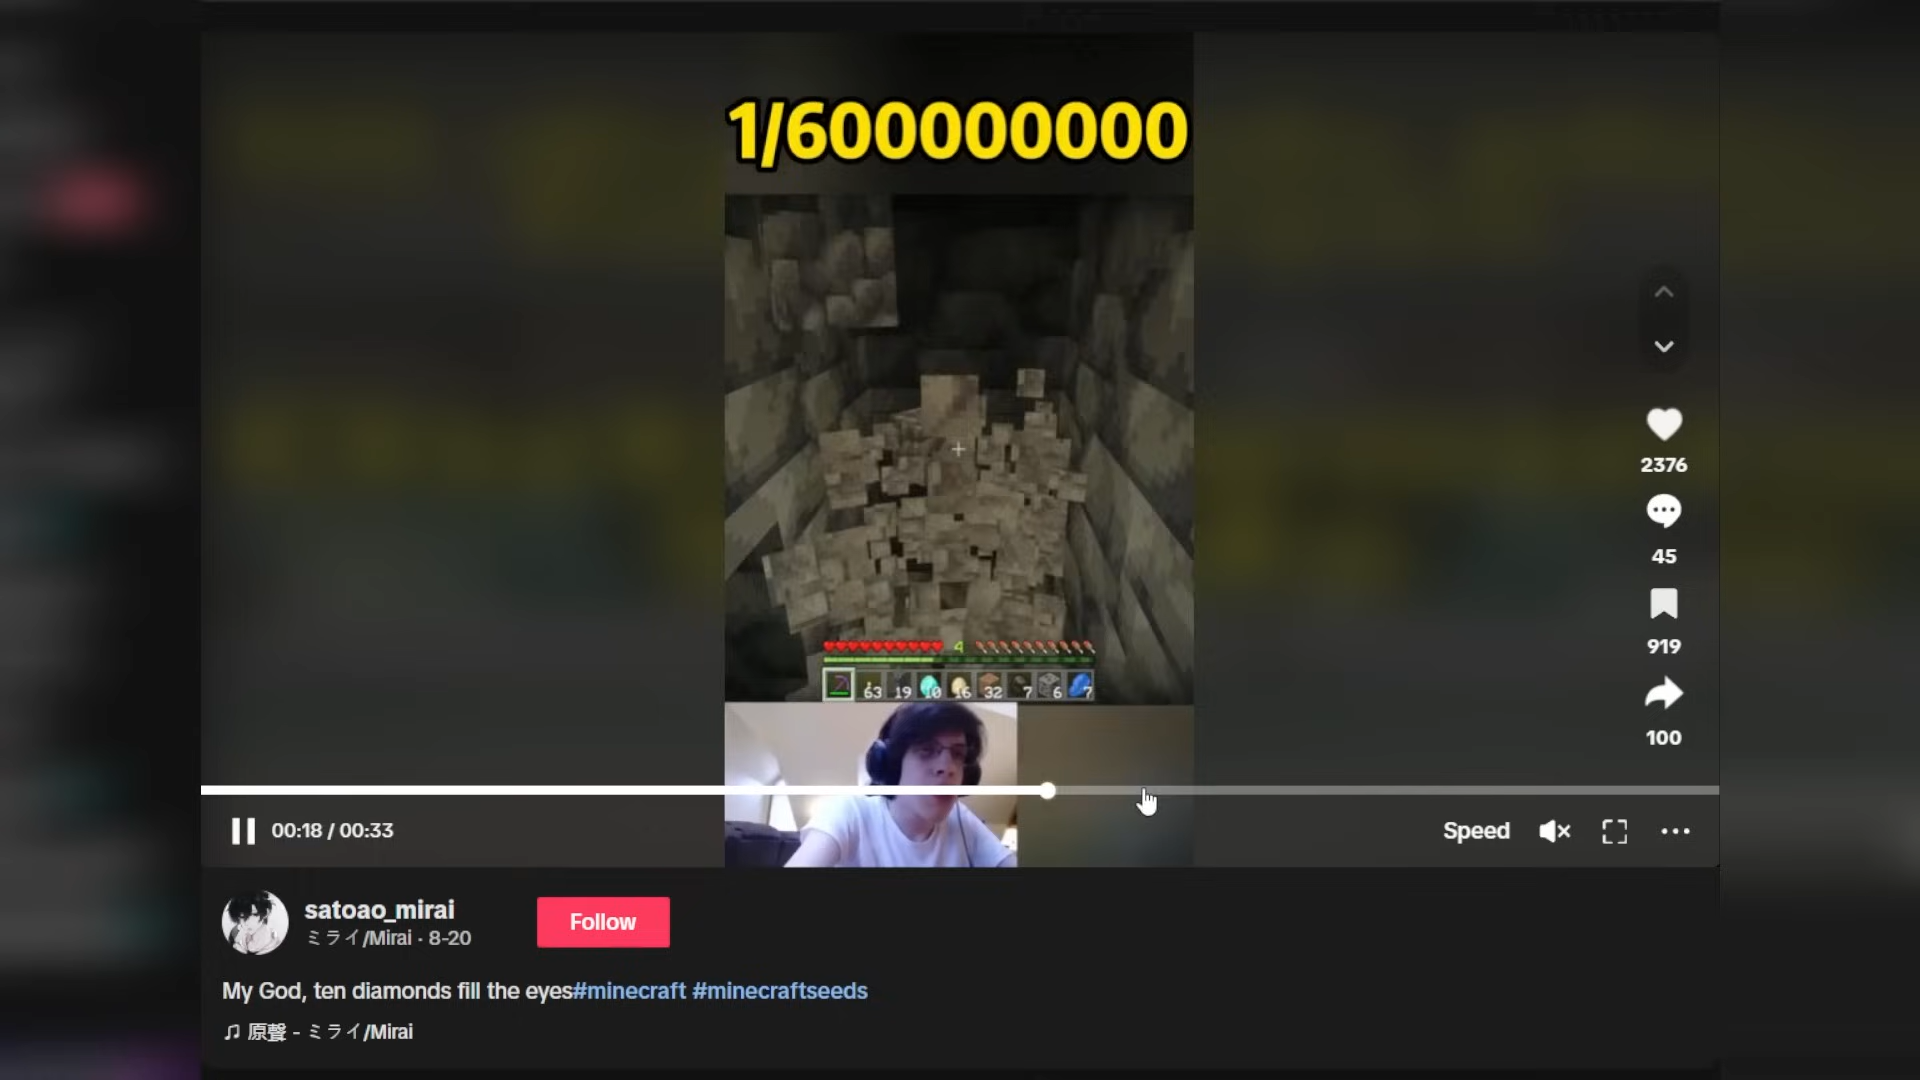 1/600000000
4
63 19 10 16 32 7 6 7
2376
45
919
100
00:18 / 00:33
Speed
satoao_mirai
ミライ/Mirai · 8-20
Follow
My God, ten diamonds fill the eyes#minecraft #minecraftseeds
原聲 - ミライ/Mirai